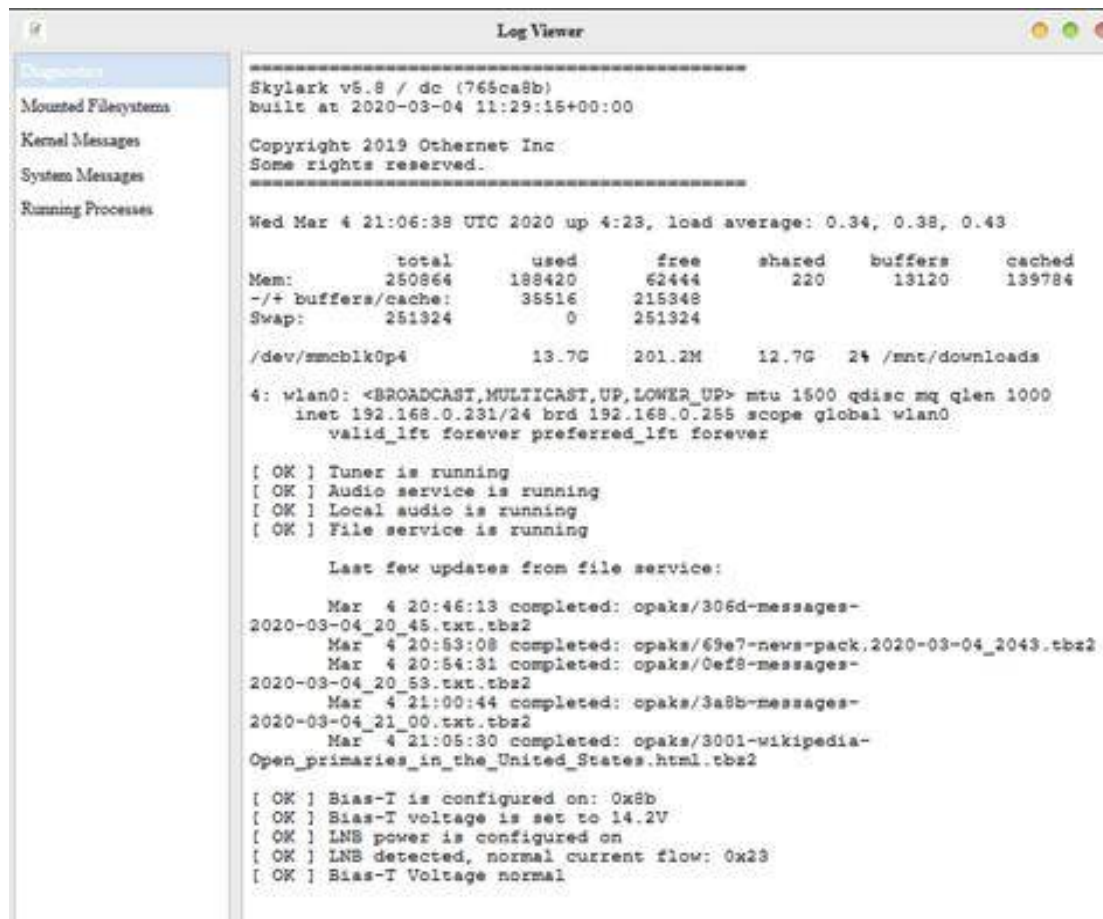 Log Viewer
Diagnostics
Mounted Filesystems
Kernel Messages
System Messages
Running Processes
================================================
Skylark v5.8 / dc (765ca8b)
built at 2020-03-04 11:29:15+00:00
Copyright 2019 Othernet Inc
Some rights reserved.
================================================
Wed Mar 4 21:06:38 UTC 2020 up 4:23, load average: 0.34, 0.38, 0.43
total used free shared buffers cached
Mem: 250864 188420 62444 220 13120 139784
-/+ buffers/cache: 35516 215348
Swap: 251324 0 251324
/dev/mmcblk0p4 13.7G 201.2M 12.7G 2% /mnt/downloads
4: wlan0: <BROADCAST,MULTICAST,UP,LOWER_UP> mtu 1500 qdisc mq qlen 1000
inet 192.168.0.231/24 brd 192.168.0.255 scope global wlan0
valid_lft forever preferred_lft forever
[ OK ] Tuner is running
[ OK ] Audio service is running
[ OK ] Local audio is running
[ OK ] File service is running
Last few updates from file service:
Mar 4 20:46:13 completed: opaks/306d-messages-
2020-03-04_20_45.txt.tbz2
Mar 4 20:53:08 completed: opaks/69e7-news-pack,2020-03-04_2043.tbz2
Mar 4 20:54:31 completed: opaks/0ef8-messages-
2020-03-04_20_53.txt.tbz2
Mar 4 21:00:44 completed: opaks/3a8b-messages-
2020-03-04_21_00.txt.tbz2
Mar 4 21:05:30 completed: opaks/3001-wikipedia-
Open_primaries_in_the_United_States.html.tbz2
[ OK ] Bias-T is configured on: 0x8b
[ OK ] Bias-T voltage is set to 14.2V
[ OK ] LNB power is configured on
[ OK ] LNB detected, normal current flow: 0x23
[ OK ] Bias-T Voltage normal